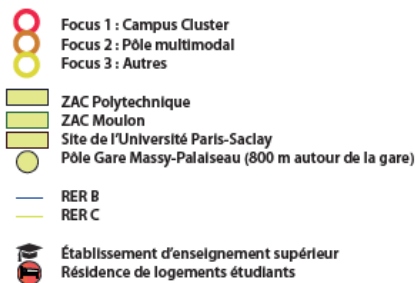 Focus 1 : Campus Cluster
Focus 2 : Pôle multimodal
Focus 3 : Autres
ZAC Polytechnique
ZAC Moulon
Site de l'Université Paris-Saclay
Pôle Gare Massy-Palaiseau (800 m autour de la gare)
RER B
RER C
Établissement d'enseignement supérieur
Résidence de logements étudiants